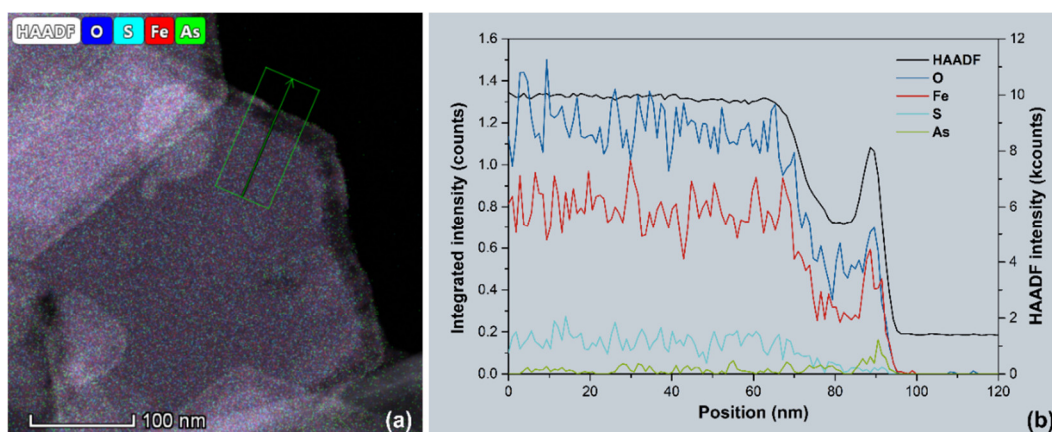 HAADF O S Fe As
100 nm
(a)
1.6
1.4
1.2
1.0
0.8
0.6
0.4
0.2
0.0
Integrated intensity (counts)
HAADF
O
Fe
S
As
12
10
8
6
4
2
0
HAADF intensity (kcounts)
0 20 40 60 80 100 120
Position (nm)
(b)